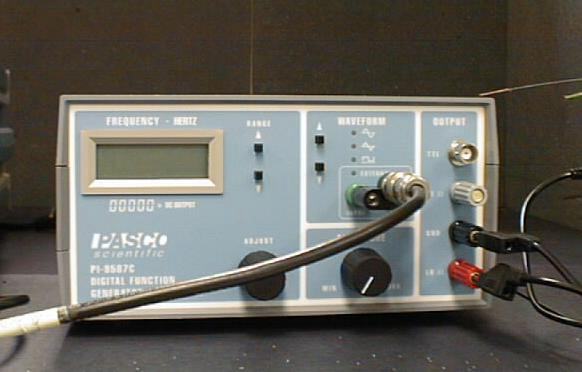 FREQUENCY - HERTZ
RANGE
WAVEFORM
OUTPUT
TTL
00000 = DC OUTPUT
GND
PASCO
scientific
ADJUST
PI-9587C
DIGITAL FUNCTION
MIN